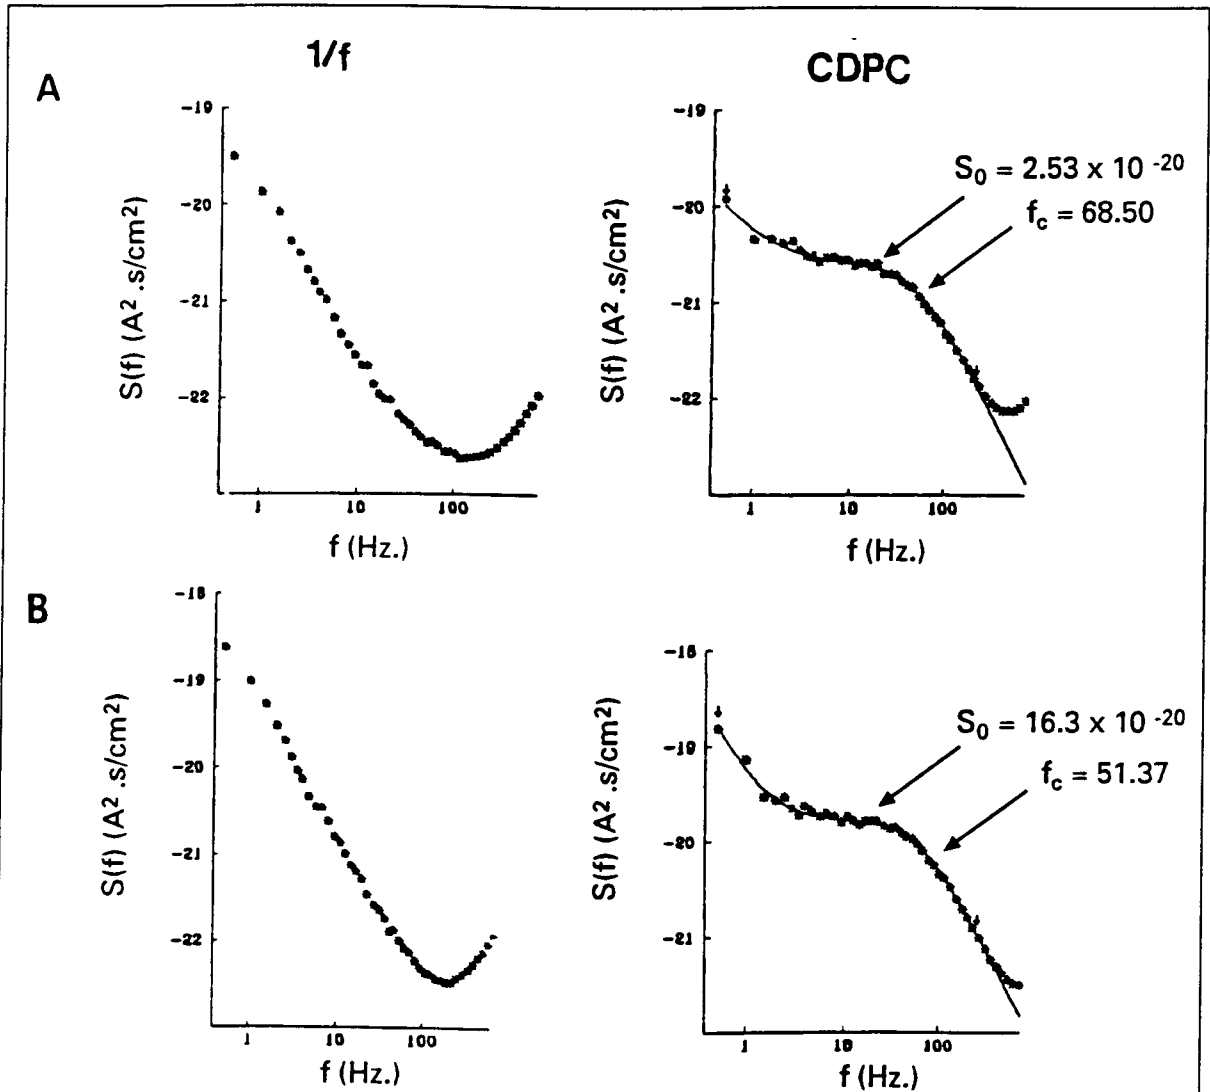 A
1/f
CDPC
-19
-20
-21
-22
S(f) (A² .s/cm²)
1
10
100
f (Hz.)
-19
-20
-21
-22
S(f) (A² .s/cm²)
S₀ = 2.53 x 10 ⁻²⁰
f꜀ = 68.50
1
10
100
f (Hz.)
B
-18
-19
-20
-21
-22
S(f) (A² .s/cm²)
1
10
100
f (Hz.)
-18
-19
-20
-21
S(f) (A² .s/cm²)
S₀ = 16.3 x 10 ⁻²⁰
f꜀ = 51.37
1
10
100
f (Hz.)